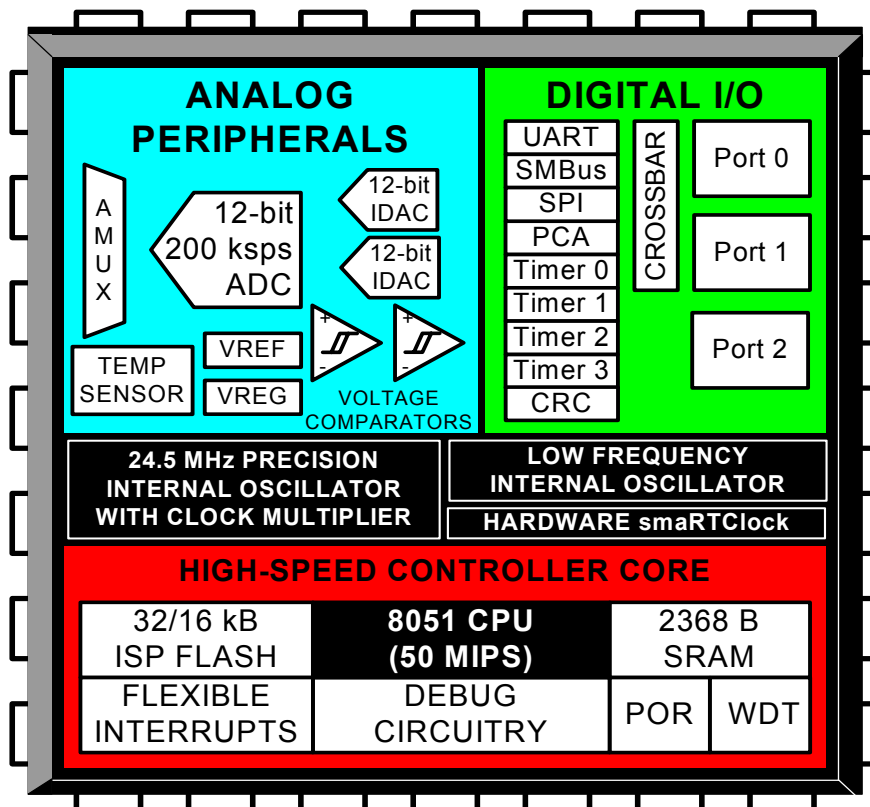 ANALOG
PERIPHERALS
A
M
U
X
12-bit
200 ksps
ADC
12-bit
IDAC
12-bit
IDAC
TEMP
SENSOR
VREF
VREG
+
-
+
-
VOLTAGE
COMPARATORS
DIGITAL I/O
UART
SMBus
SPI
PCA
Timer 0
Timer 1
Timer 2
Timer 3
CRC
CROSSBAR
Port 0
Port 1
Port 2
24.5 MHz PRECISION
INTERNAL OSCILLATOR
WITH CLOCK MULTIPLIER
LOW FREQUENCY
INTERNAL OSCILLATOR
HARDWARE smaRTClock
HIGH-SPEED CONTROLLER CORE
32/16 kB
ISP FLASH
8051 CPU
(50 MIPS)
2368 B
SRAM
FLEXIBLE
INTERRUPTS
DEBUG
CIRCUITRY
POR
WDT